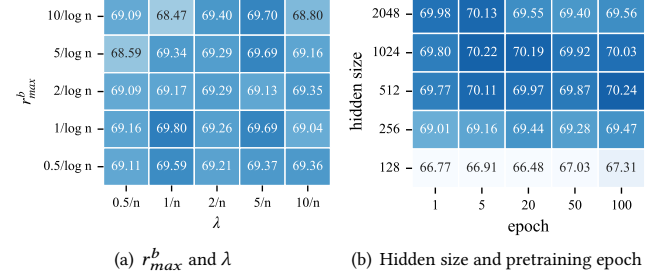 10/log n 69.09 68.47 69.40 69.70 68.80
5/log n 68.59 69.34 69.29 69.69 69.16
2/log n 69.09 69.17 69.29 69.13 69.35
1/log n 69.16 69.80 69.26 69.69 69.04
0.5/log n 69.11 69.59 69.21 69.37 69.36
0.5/n 1/n 2/n 5/n 10/n
r^b_max
λ
(a) r^b_max and λ
2048 69.98 70.13 69.55 69.40 69.56
1024 69.80 70.22 70.19 69.92 70.03
512 69.77 70.11 69.97 69.87 70.24
256 69.01 69.16 69.44 69.28 69.47
128 66.77 66.91 66.48 67.03 67.31
1 5 20 50 100
hidden size
epoch
(b) Hidden size and pretraining epoch